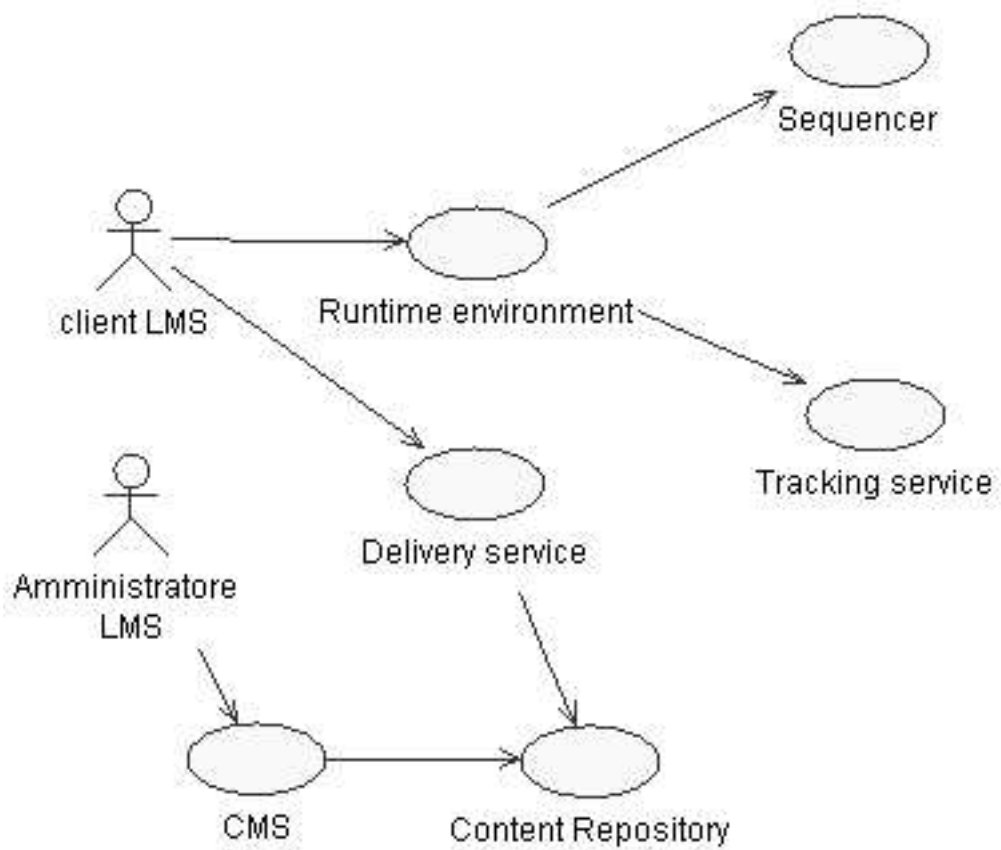 Sequencer
Runtime environment
client LMS
Tracking service
Delivery service
Amministratore
LMS
CMS
Content Repository